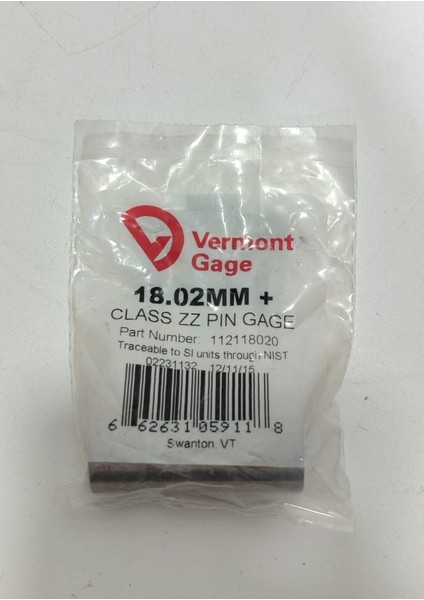 Vermont
Gage
18.02MM +
CLASS ZZ PIN GAGE
Part Number: 112118020
Traceable to SI units through NIST
02231132 12/11/15
6 62631 05911 8
Swanton, VT